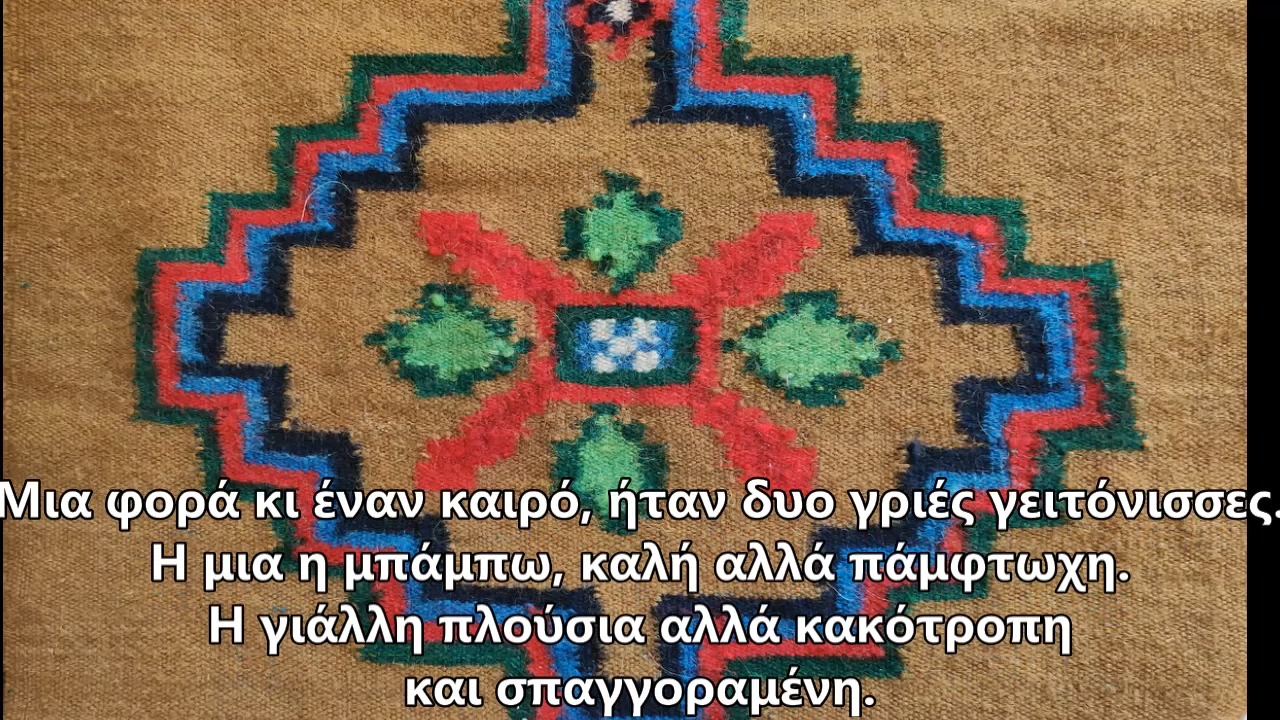 Μια φορά κι έναν καιρό, ήταν δυο γριές γειτόνισσες.
Η μια η μπάμπω, καλή αλλά πάμφτωχη.
Η γιάλλη πλούσια αλλά κακότροπη
και σπαγγοραμένη.